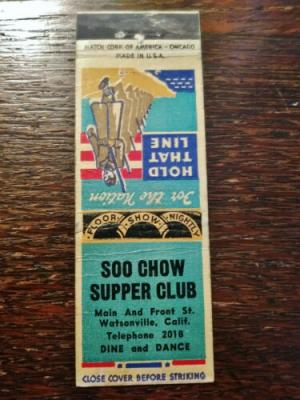 MATCH CORP. OF AMERICA - CHICAGO
MADE IN U.S.A.
HOLD
THAT
LINE
For the Nation
FLOOR SHOW NIGHTLY
SOO CHOW
SUPPER CLUB
Main And Front St.
Watsonville, Calif.
Telephone 2018
DINE and DANCE
CLOSE COVER BEFORE STRIKING